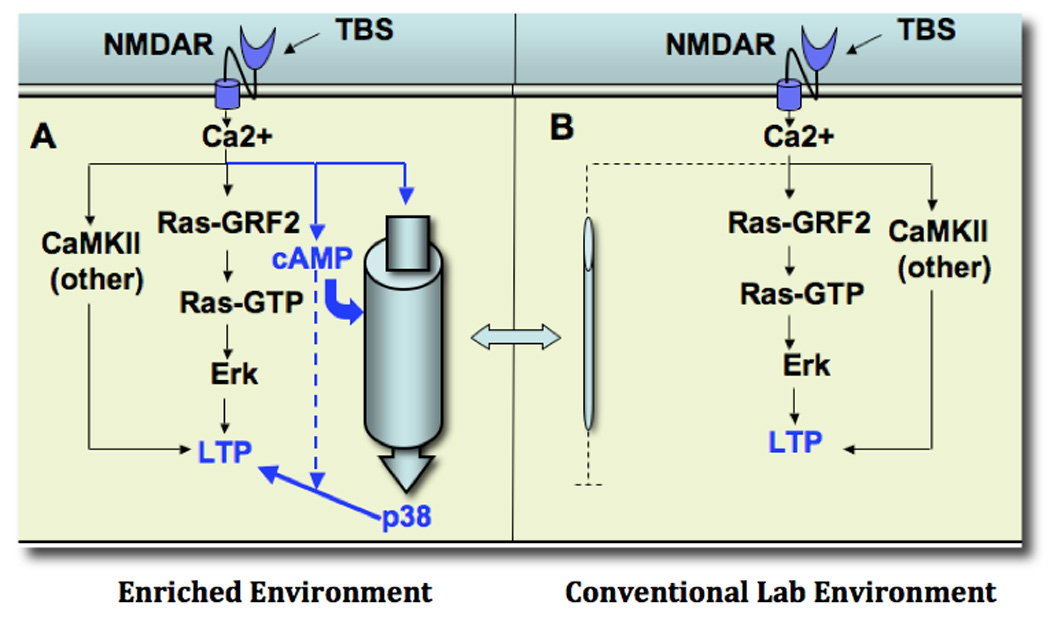 NMDAR
TBS
A
Ca2+
CaMKII
(other)
Ras-GRF2
cAMP
Ras-GTP
Erk
LTP
p38
NMDAR
TBS
B
Ca2+
Ras-GRF2
CaMKII
(other)
Ras-GTP
Erk
LTP
Enriched Environment
Conventional Lab Environment